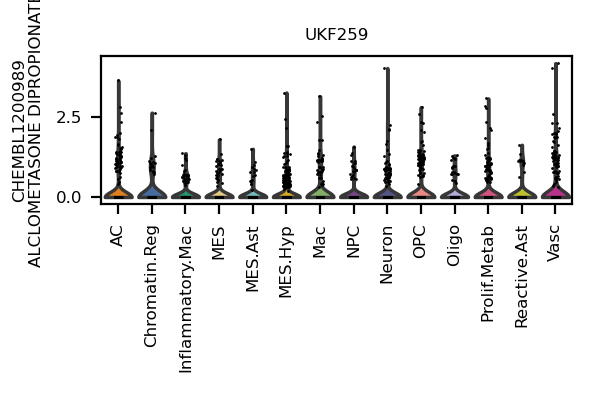 UKF259
CHEMBL1200989
ALCLOMETASONE DIPROPIONATE
2.5
0.0
AC
Chromatin.Reg
Inflammatory.Mac
MES
MES.Ast
MES.Hyp
Mac
NPC
Neuron
OPC
Oligo
Prolif.Metab
Reactive.Ast
Vasc